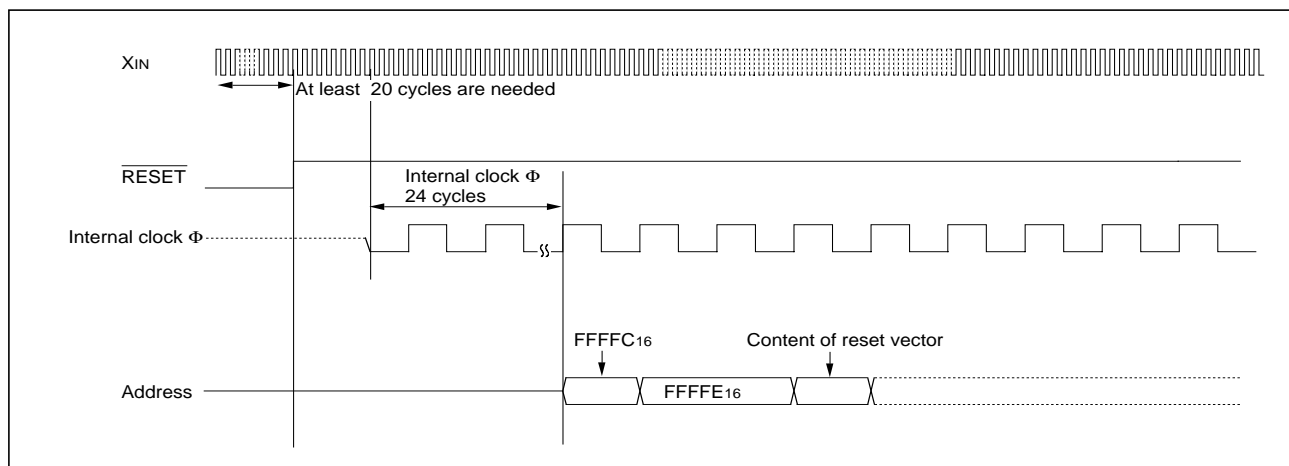 XIN
At least 20 cycles are needed
RESET
Internal clock Φ
24 cycles
Internal clock Φ
FFFFC16
Content of reset vector
Address
FFFFE16